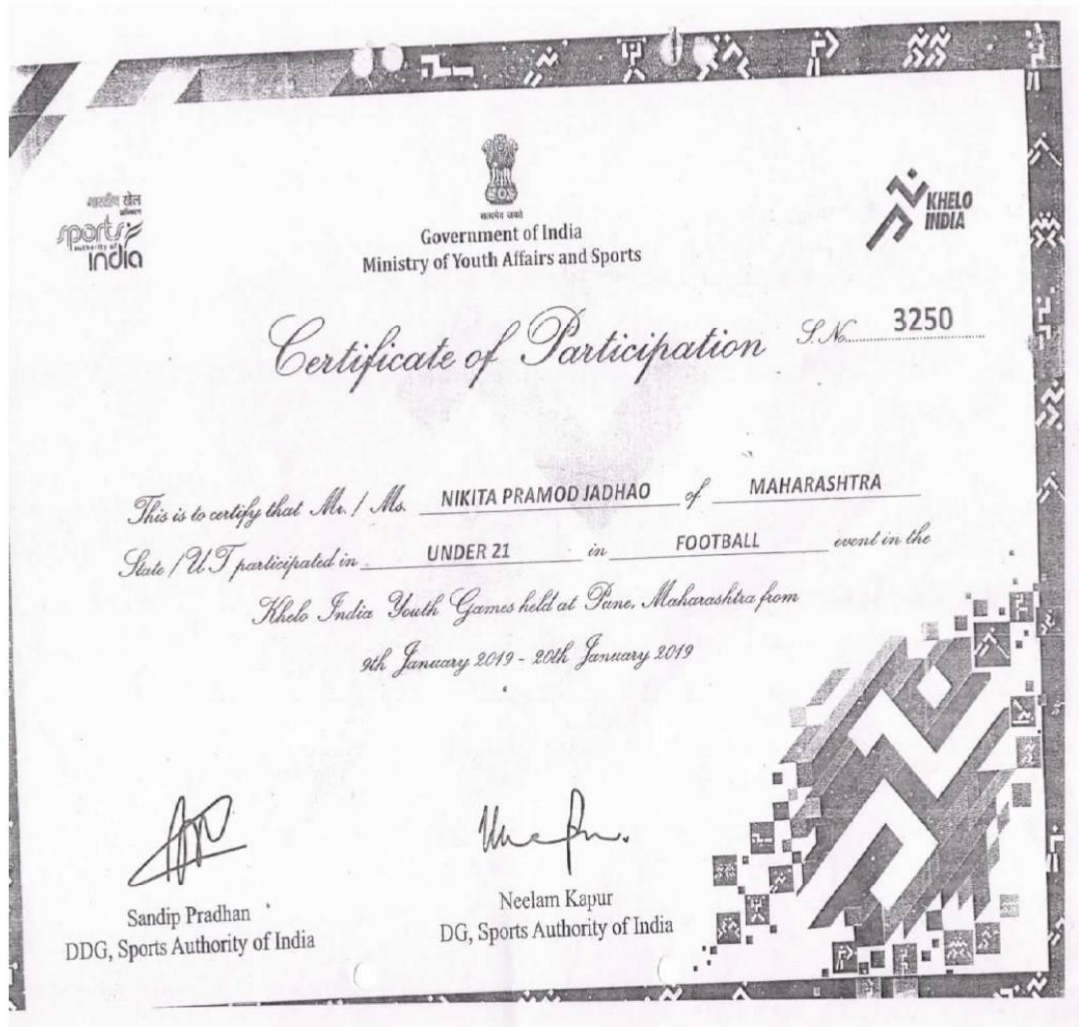 भारतीय खेल
sports
authority of
india
सत्यमेव जयते
Government of India
Ministry of Youth Affairs and Sports
KHELO
INDIA
Certificate of Participation
S.No. 3250
This is to certify that Mr. / Ms. NIKITA PRAMOD JADHAO of MAHARASHTRA
State / UT participated in UNDER 21 in FOOTBALL event in the
Khelo India Youth Games held at Pune, Maharashtra from
9th January 2019 - 20th January 2019
Sandip Pradhan
DDG, Sports Authority of India
Neelam Kapur
DG, Sports Authority of India